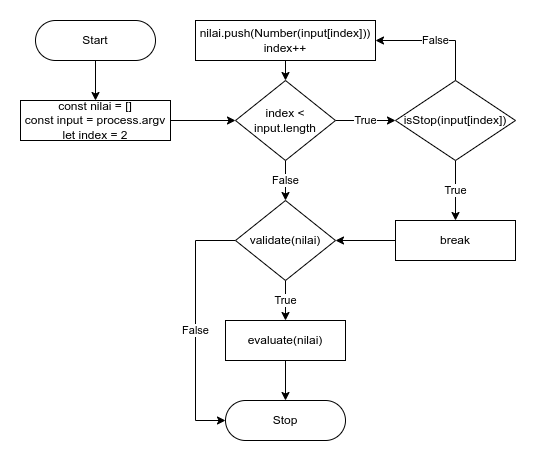 Start
nilai.push(Number(input[index]))
index++
False
const nilai = []
const input = process.argv
let index = 2
index <
input.length
True
isStop(input[index])
False
True
validate(nilai)
break
True
False
evaluate(nilai)
Stop